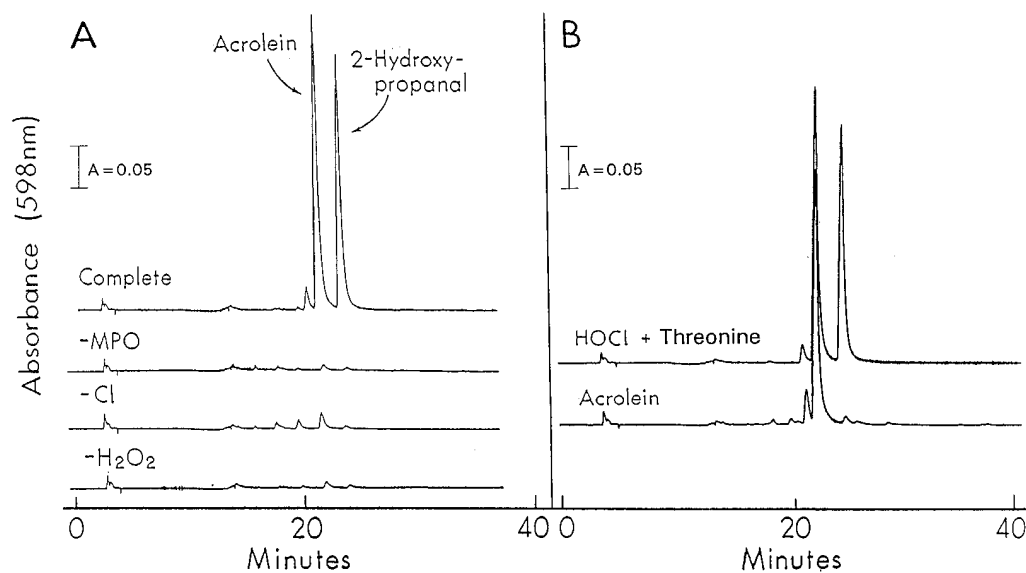 A
Acrolein
2-Hydroxy-
propanal
A=0.05
Absorbance (598nm)
Complete
-MPO
-Cl
-H₂O₂
0
20
40
Minutes
B
A=0.05
HOCl + Threonine
Acrolein
0
20
40
Minutes